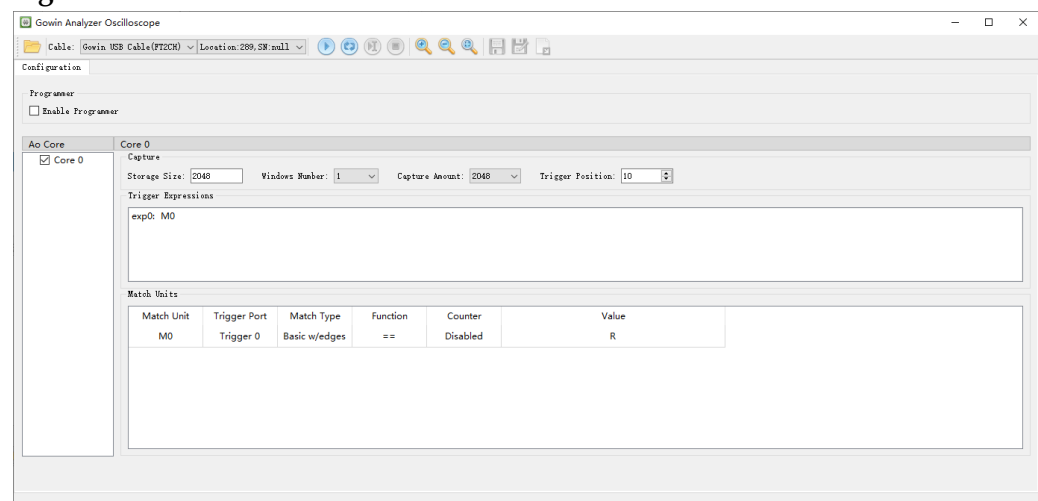 Gowin Analyzer Oscilloscope
Cable: Gowin USB Cable(FT2CH) Location:289,SN:null
Configuration
Programmer
Enable Programmer
Ao Core Core 0
Core 0
Capture
Storage Size: 2048 Windows Number: 1 Capture Amount: 2048 Trigger Position: 10
Trigger Expressions
exp0: M0
Match Units
Match Unit Trigger Port Match Type Function Counter Value
M0 Trigger 0 Basic w/edges == Disabled R